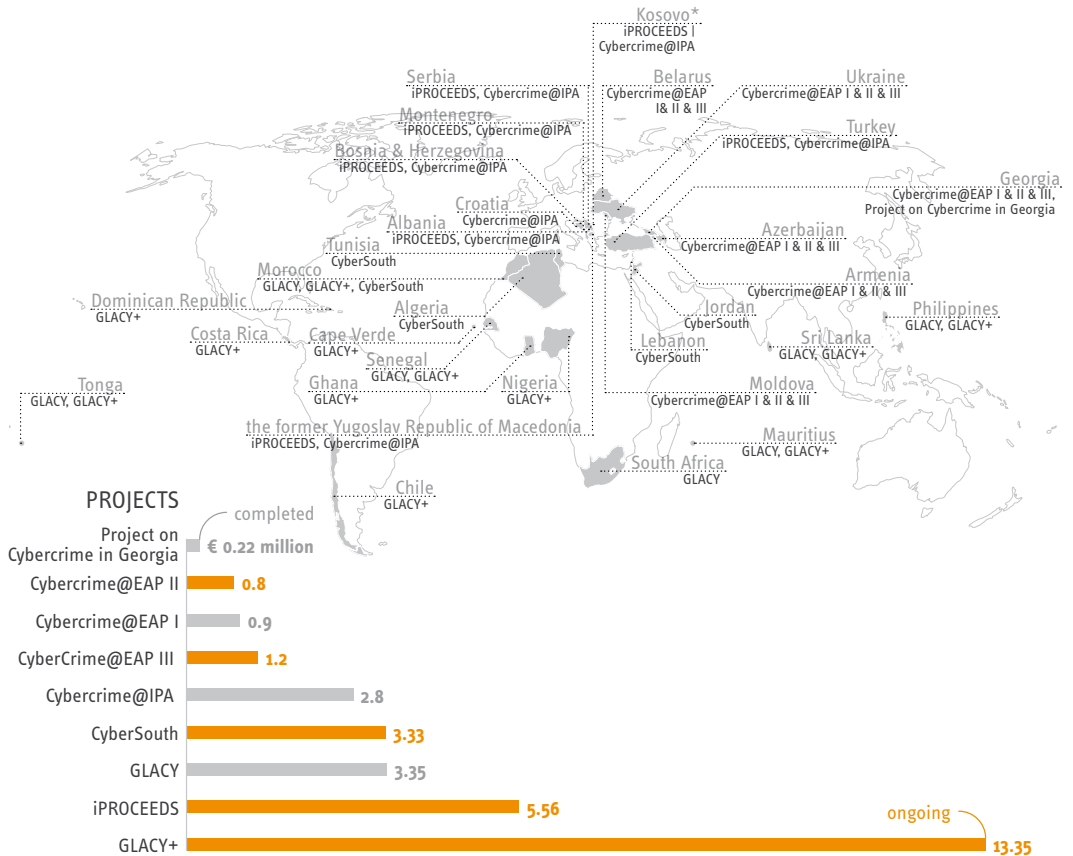 Kosovo*
iPROCEEDS |
Cybercrime@IPA
Serbia
iPROCEEDS, Cybercrime@IPA
Belarus
Cybercrime@EAP
I& II & III
Ukraine
Cybercrime@EAP I & II & III
Montenegro
iPROCEEDS, Cybercrime@IPA
Turkey
iPROCEEDS, Cybercrime@IPA
Bosnia & Herzegovina
iPROCEEDS, Cybercrime@IPA
Georgia
Cybercrime@EAP I & II & III,
Project on Cybercrime in Georgia
Croatia
Cybercrime@IPA
Albania
iPROCEEDS, Cybercrime@IPA
Azerbaijan
Cybercrime@EAP I & II & III
Tunisia
CyberSouth
Morocco
GLACY, GLACY+, CyberSouth
Armenia
Cybercrime@EAP I & II & III
Dominican Republic
GLACY+
Algeria
CyberSouth
Jordan
CyberSouth
Philippines
GLACY, GLACY+
Costa Rica
GLACY+
Cape Verde
GLACY+
Lebanon
CyberSouth
Sri Lanka
GLACY, GLACY+
Senegal
GLACY, GLACY+
Tonga
GLACY, GLACY+
Ghana
GLACY+
Nigeria
GLACY+
Moldova
Cybercrime@EAP I & II & III
the former Yugoslav Republic of Macedonia
iPROCEEDS, Cybercrime@IPA
Mauritius
GLACY, GLACY+
South Africa
GLACY
Chile
GLACY+
PROJECTS
completed
Project on
Cybercrime in Georgia
€ 0.22 million
Cybercrime@EAP II
0.8
Cybercrime@EAP I
0.9
CyberCrime@EAP III
1.2
Cybercrime@IPA
2.8
CyberSouth
3.33
GLACY
3.35
iPROCEEDS
5.56
ongoing
GLACY+
13.35